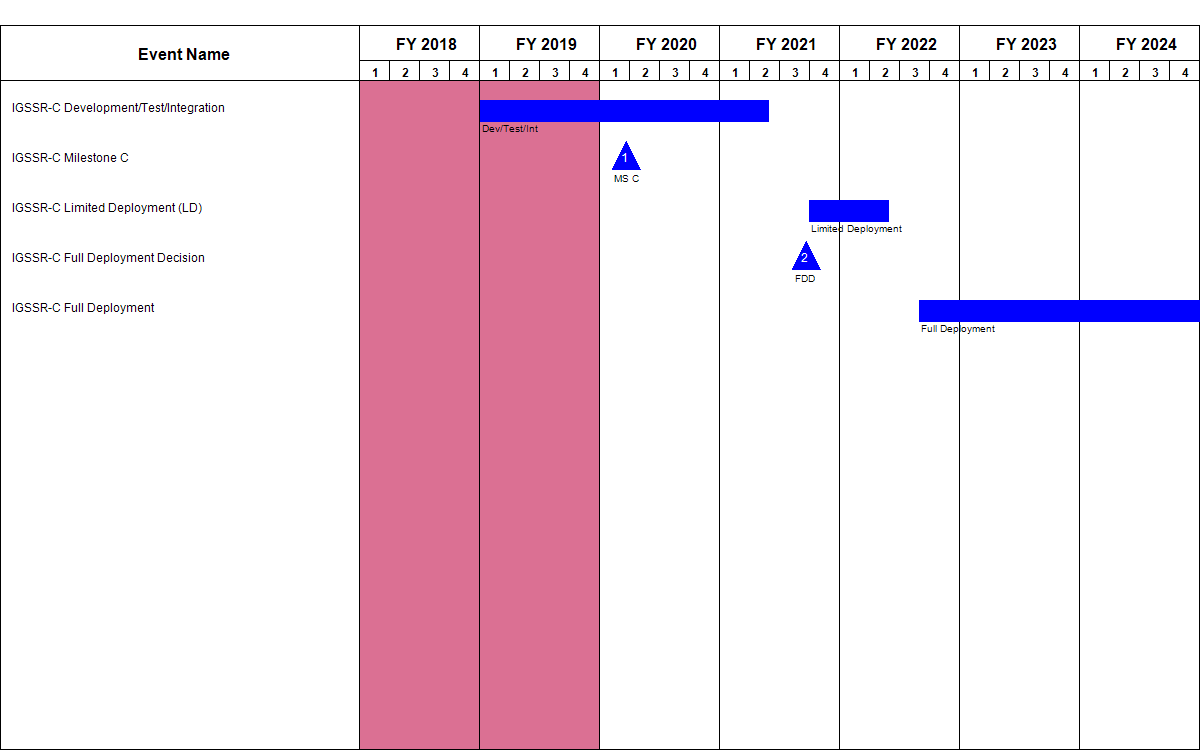 Event Name
FY 2018 FY 2019 FY 2020 FY 2021 FY 2022 FY 2023 FY 2024
1 2 3 4 1 2 3 4 1 2 3 4 1 2 3 4 1 2 3 4 1 2 3 4 1 2 3 4
IGSSR-C Development/Test/Integration
Dev/Test/Int
IGSSR-C Milestone C
1
MS C
IGSSR-C Limited Deployment (LD)
Limited Deployment
IGSSR-C Full Deployment Decision
2
FDD
IGSSR-C Full Deployment
Full Deployment